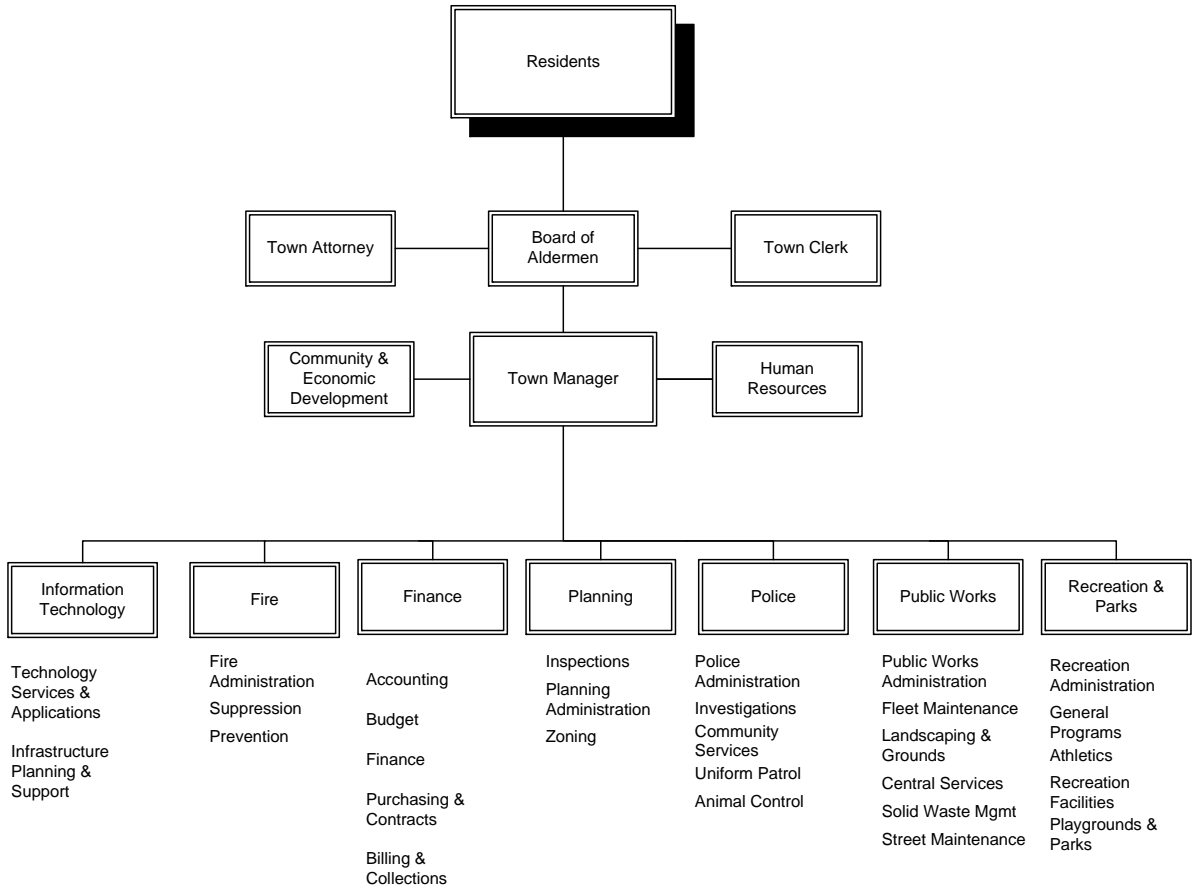 Residents
Town Attorney
Board of
Aldermen
Town Clerk
Community &
Economic
Development
Town Manager
Human
Resources
Information
Technology
Fire
Finance
Planning
Police
Public Works
Recreation &
Parks
Technology
Services &
Applications
Infrastructure
Planning &
Support
Fire
Administration
Suppression
Prevention
Accounting
Budget
Finance
Purchasing &
Contracts
Billing &
Collections
Inspections
Planning
Administration
Zoning
Police
Administration
Investigations
Community
Services
Uniform Patrol
Animal Control
Public Works
Administration
Fleet Maintenance
Landscaping &
Grounds
Central Services
Solid Waste Mgmt
Street Maintenance
Recreation
Administration
General
Programs
Athletics
Recreation
Facilities
Playgrounds &
Parks